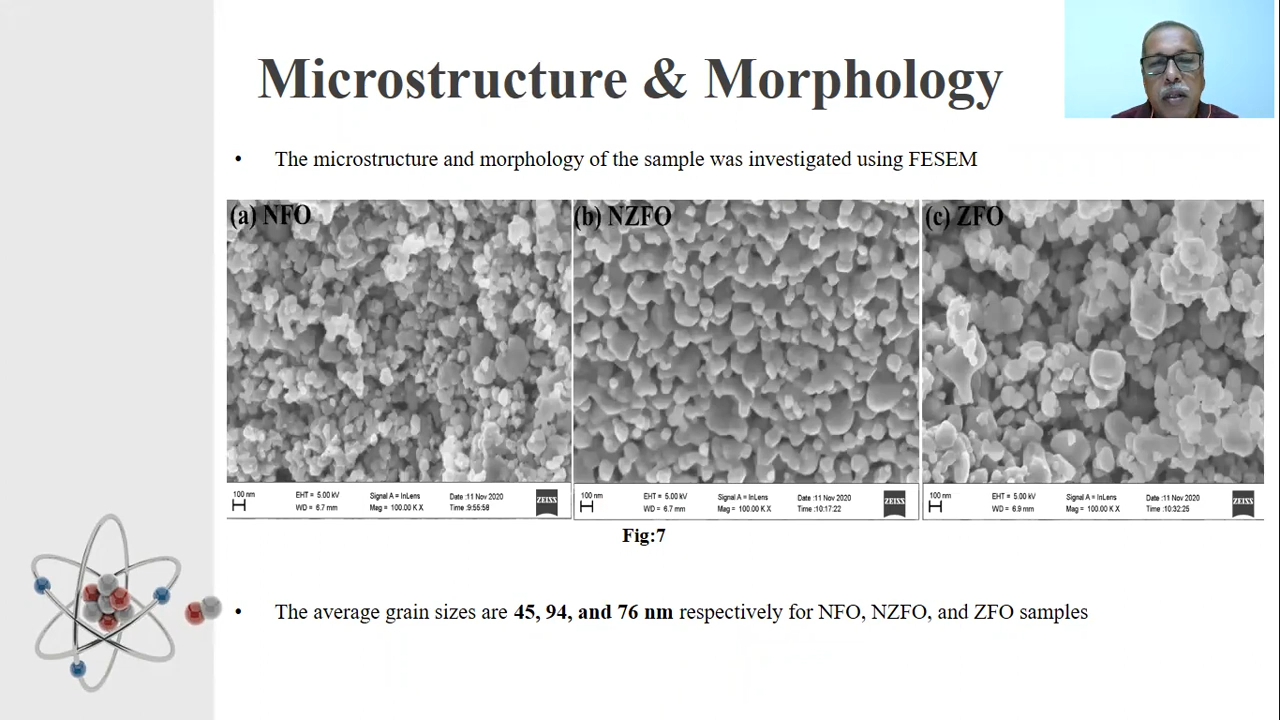 Microstructure & Morphology
• The microstructure and morphology of the sample was investigated using FESEM
(a) NFO
100 nm
EHT = 5.00 kV
WD = 6.7 mm
Signal A = InLens
Mag = 100.00 K X
Date :11 Nov 2020
Time :9:55:58
ZEISS
(b) NZFO
100 nm
EHT = 5.00 kV
WD = 6.7 mm
Signal A = InLens
Mag = 100.00 K X
Date :11 Nov 2020
Time :10:17:22
ZEISS
(c) ZFO
100 nm
EHT = 5.00 kV
WD = 6.9 mm
Signal A = InLens
Mag = 100.00 K X
Date :11 Nov 2020
Time :10:32:25
ZEISS
Fig:7
• The average grain sizes are 45, 94, and 76 nm respectively for NFO, NZFO, and ZFO samples